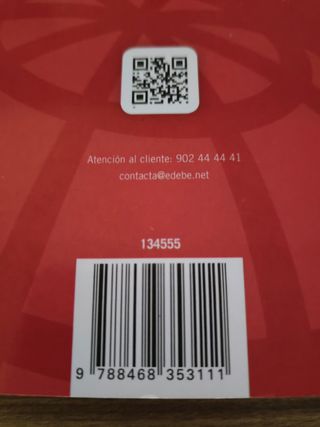 Atención al cliente: 902 44 44 41
contacta@edebe.net
134555
9 788468 353111